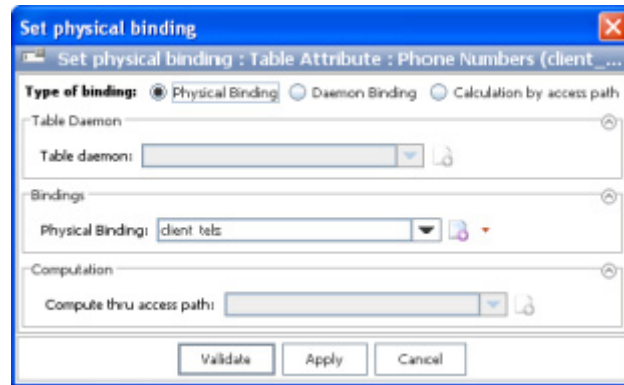 Set physical binding
Set physical binding : Table Attribute : Phone Numbers (client_...
Type of binding: Physical Binding Daemon Binding Calculation by access path
Table Daemon
Table daemon:
Bindings
Physical Binding: client_tels
Computation
Compute thru access path:
Validate Apply Cancel